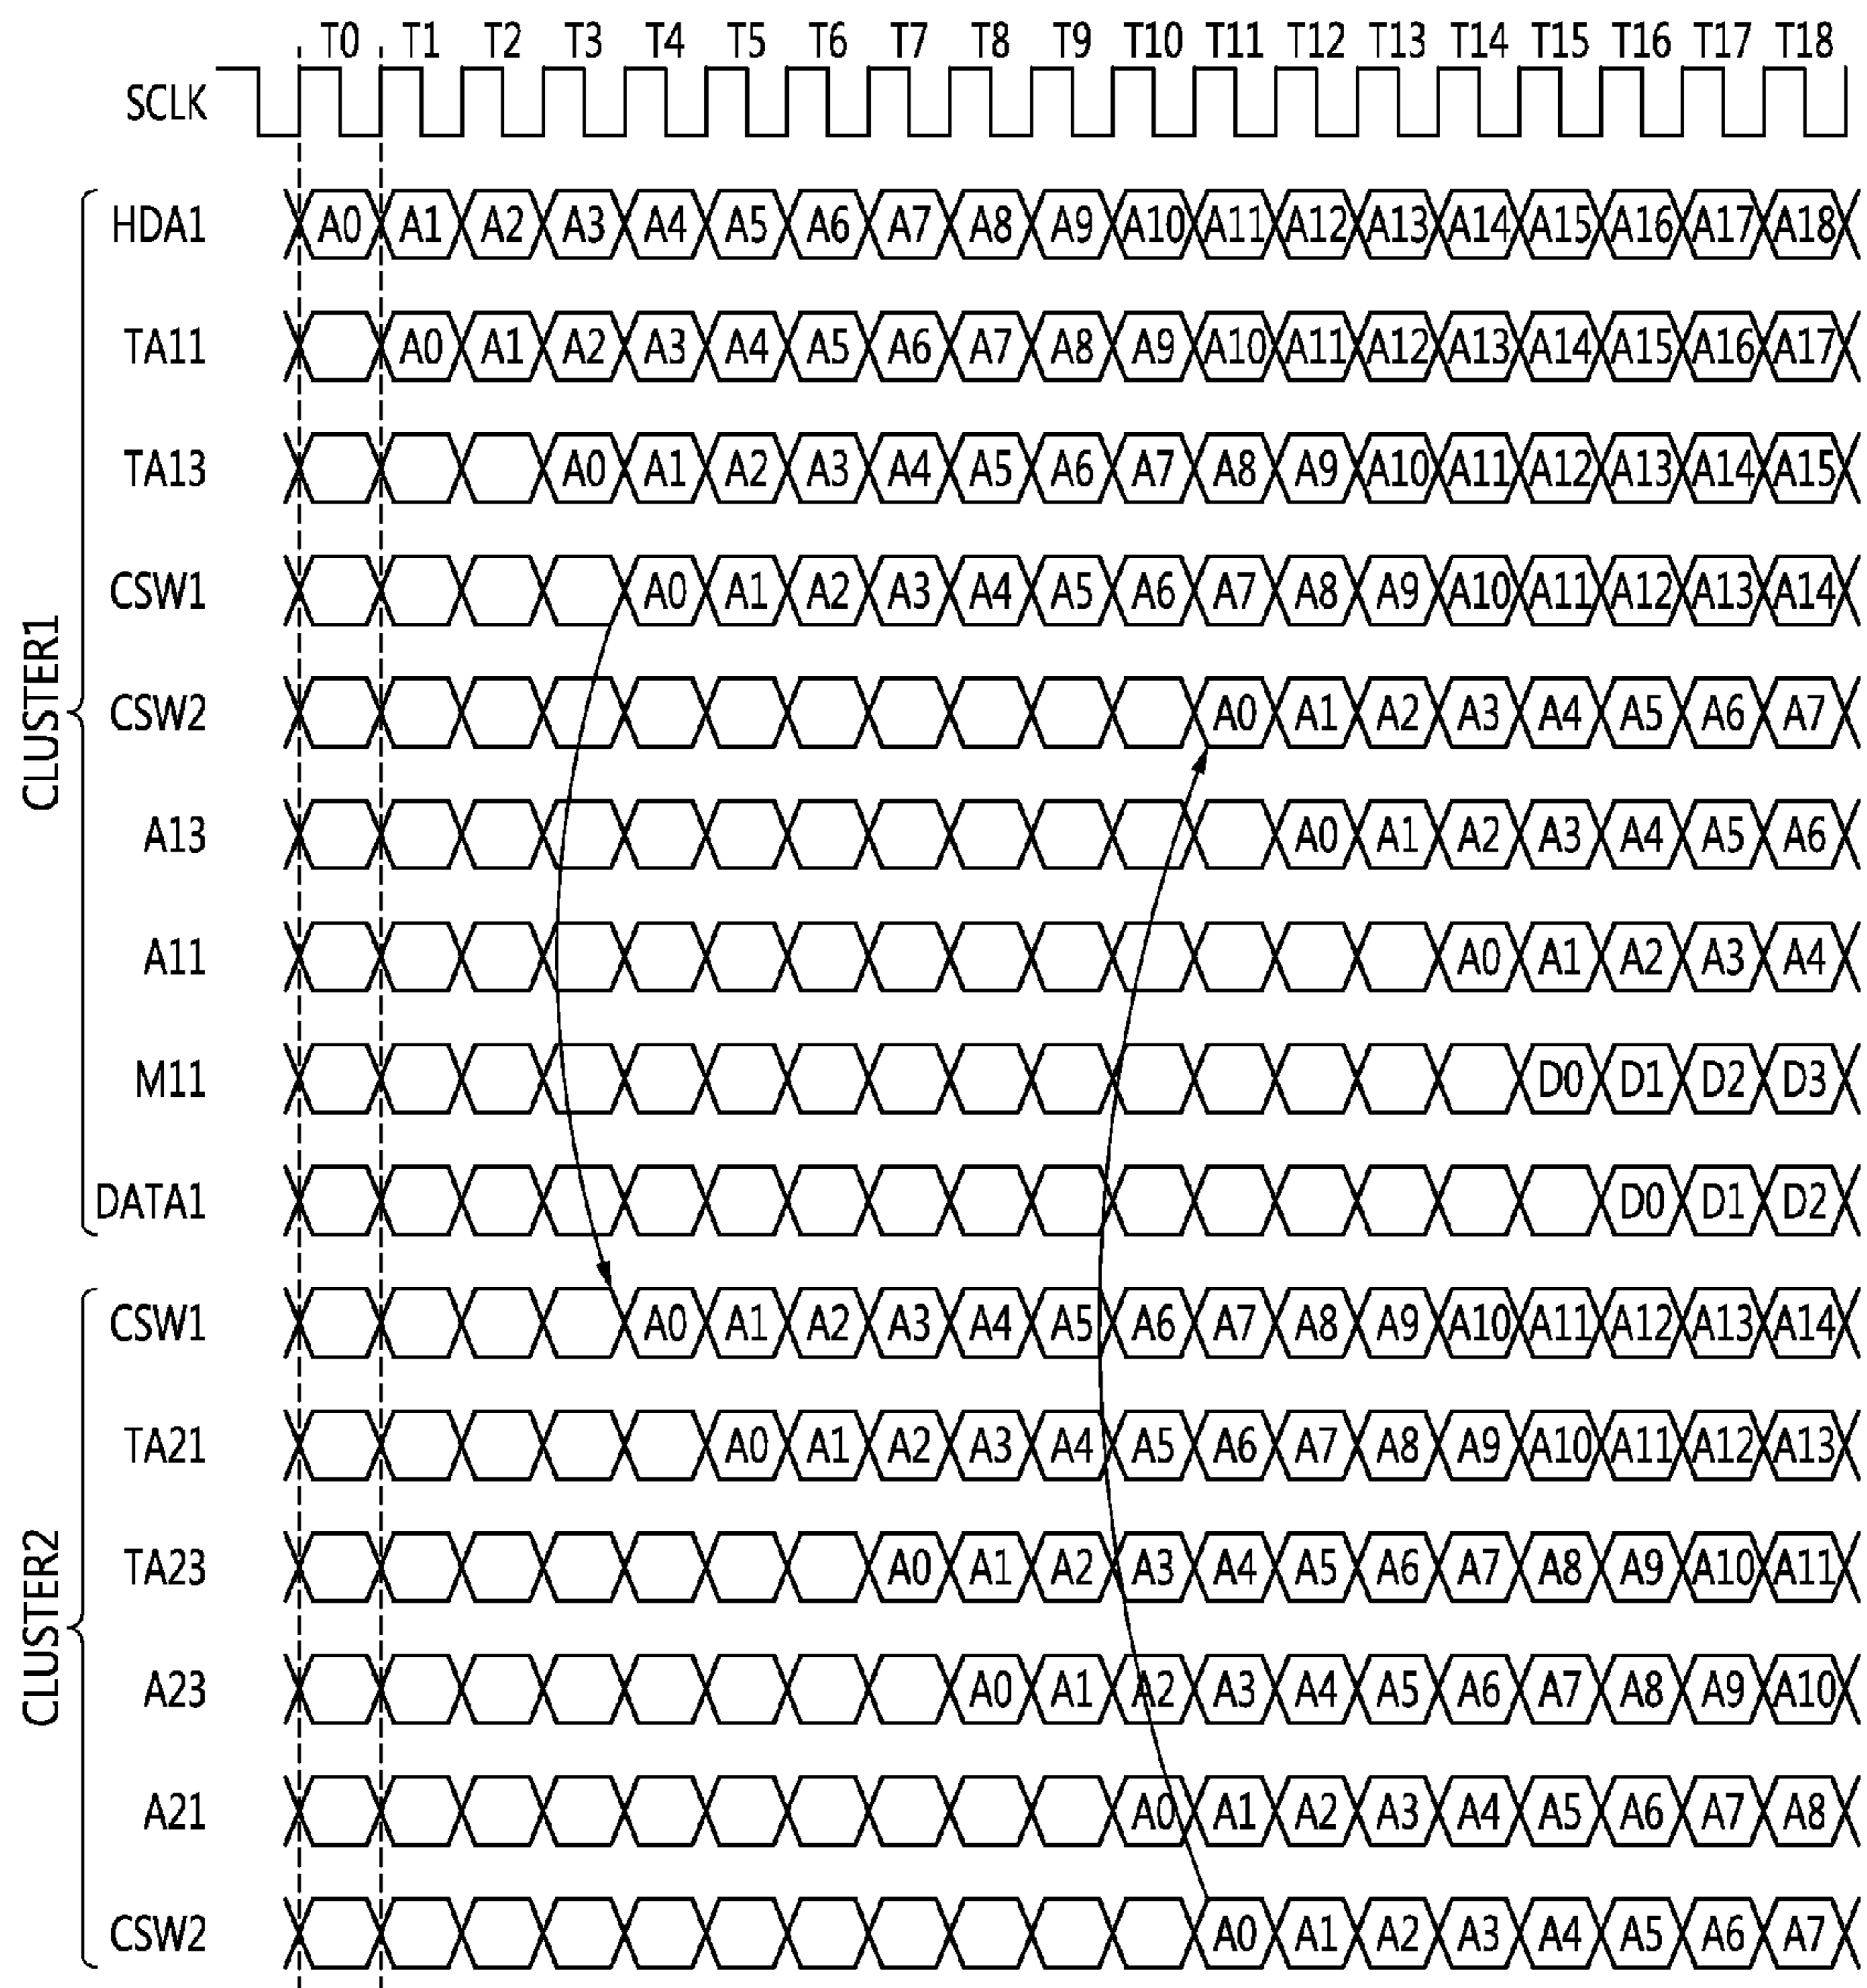 T0 T1 T2 T3 T4 T5 T6 T7 T8 T9 T10 T11 T12 T13 T14 T15 T16 T17 T18
SCLK
CLUSTER1
HDA1 A0 A1 A2 A3 A4 A5 A6 A7 A8 A9 A10 A11 A12 A13 A14 A15 A16 A17 A18
TA11 A0 A1 A2 A3 A4 A5 A6 A7 A8 A9 A10 A11 A12 A13 A14 A15 A16 A17
TA13 A0 A1 A2 A3 A4 A5 A6 A7 A8 A9 A10 A11 A12 A13 A14 A15
CSW1 A0 A1 A2 A3 A4 A5 A6 A7 A8 A9 A10 A11 A12 A13 A14
CSW2 A0 A1 A2 A3 A4 A5 A6 A7
A13 A0 A1 A2 A3 A4 A5 A6
A11 A0 A1 A2 A3 A4
M11 D0 D1 D2 D3
DATA1 D0 D1 D2
CLUSTER2
CSW1 A0 A1 A2 A3 A4 A5 A6 A7 A8 A9 A10 A11 A12 A13 A14
TA21 A0 A1 A2 A3 A4 A5 A6 A7 A8 A9 A10 A11 A12 A13
TA23 A0 A1 A2 A3 A4 A5 A6 A7 A8 A9 A10 A11
A23 A0 A1 A2 A3 A4 A5 A6 A7 A8 A9 A10
A21 A0 A1 A2 A3 A4 A5 A6 A7 A8
CSW2 A0 A1 A2 A3 A4 A5 A6 A7